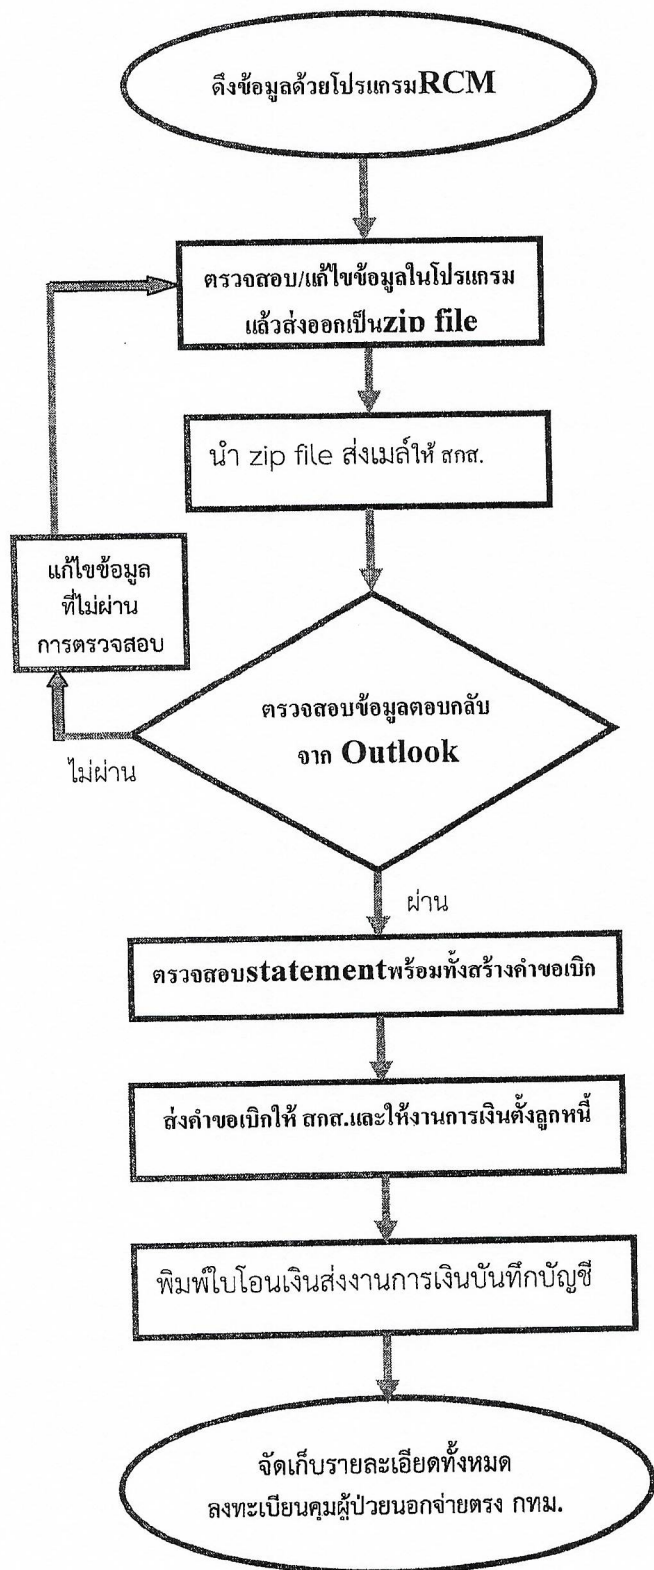 ดึงข้อมูลด้วยโปรแกรมRCM
ตรวจสอบ/แก้ไขข้อมูลในโปรแกรม
แล้วส่งออกเป็นzip file
นำ zip file ส่งเมล์ให้ สกส.
แก้ไขข้อมูล
ที่ไม่ผ่าน
การตรวจสอบ
ตรวจสอบข้อมูลตอบกลับ
จาก Outlook
ไม่ผ่าน
ผ่าน
ตรวจสอบstatementพร้อมทั้งสร้างคำขอเบิก
ส่งคำขอเบิกให้ สกส.และให้งานการเงินตั้งลูกหนี้
พิมพ์ใบโอนเงินส่งงานการเงินบันทึกบัญชี
จัดเก็บรายละเอียดทั้งหมด
ลงทะเบียนคุมผู้ป่วยนอกจ่ายตรง กทม.